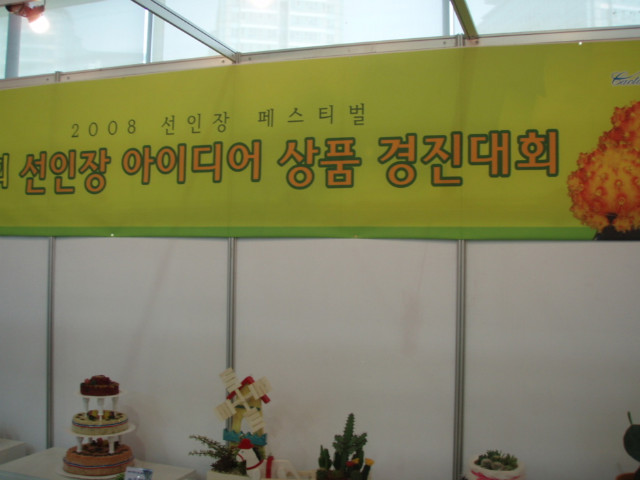 2008 선인장 페스티벌
회 선인장 아이디어 상품 경진대회